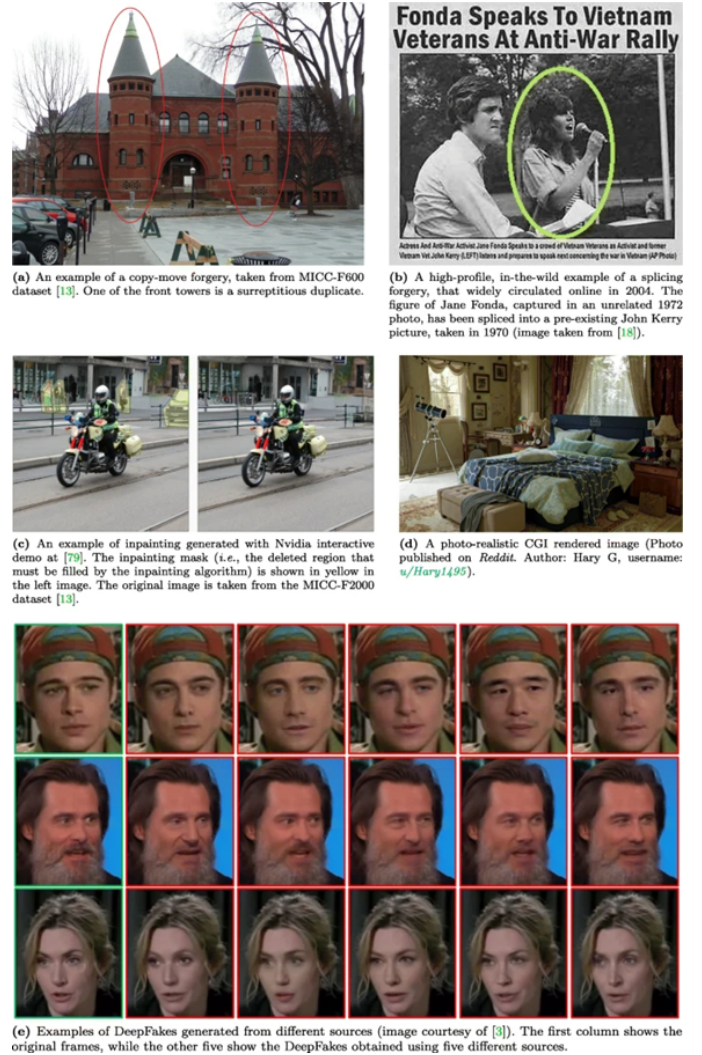 Fonda Speaks To Vietnam
Veterans At Anti-War Rally
Actress And Anti-War Activist Jane Fonda Speaks to a crowd of Vietnam Veterans as Activist and former
Vietnam Vet John Kerry (LEFT) listens and prepares to speak next concerning the war in Vietnam (AP Photo)
(a) An example of a copy-move forgery, taken from MICC-F600
dataset [13]. One of the front towers is a surreptitious duplicate.
(b) A high-profile, in-the-wild example of a splicing
forgery, that widely circulated online in 2004. The
figure of Jane Fonda, captured in an unrelated 1972
photo, has been spliced into a pre-existing John Kerry
picture, taken in 1970 (image taken from [18]).
(c) An example of inpainting generated with Nvidia interactive
demo at [79]. The inpainting mask (i.e., the deleted region that
must be filled by the inpainting algorithm) is shown in yellow in
the left image. The original image is taken from the MICC-F2000
dataset [13].
(d) A photo-realistic CGI rendered image (Photo
published on Reddit. Author: Hary G, username:
u/Hary1495).
(e) Examples of DeepFakes generated from different sources (image courtesy of [3]). The first column shows the
original frames, while the other five show the DeepFakes obtained using five different sources.